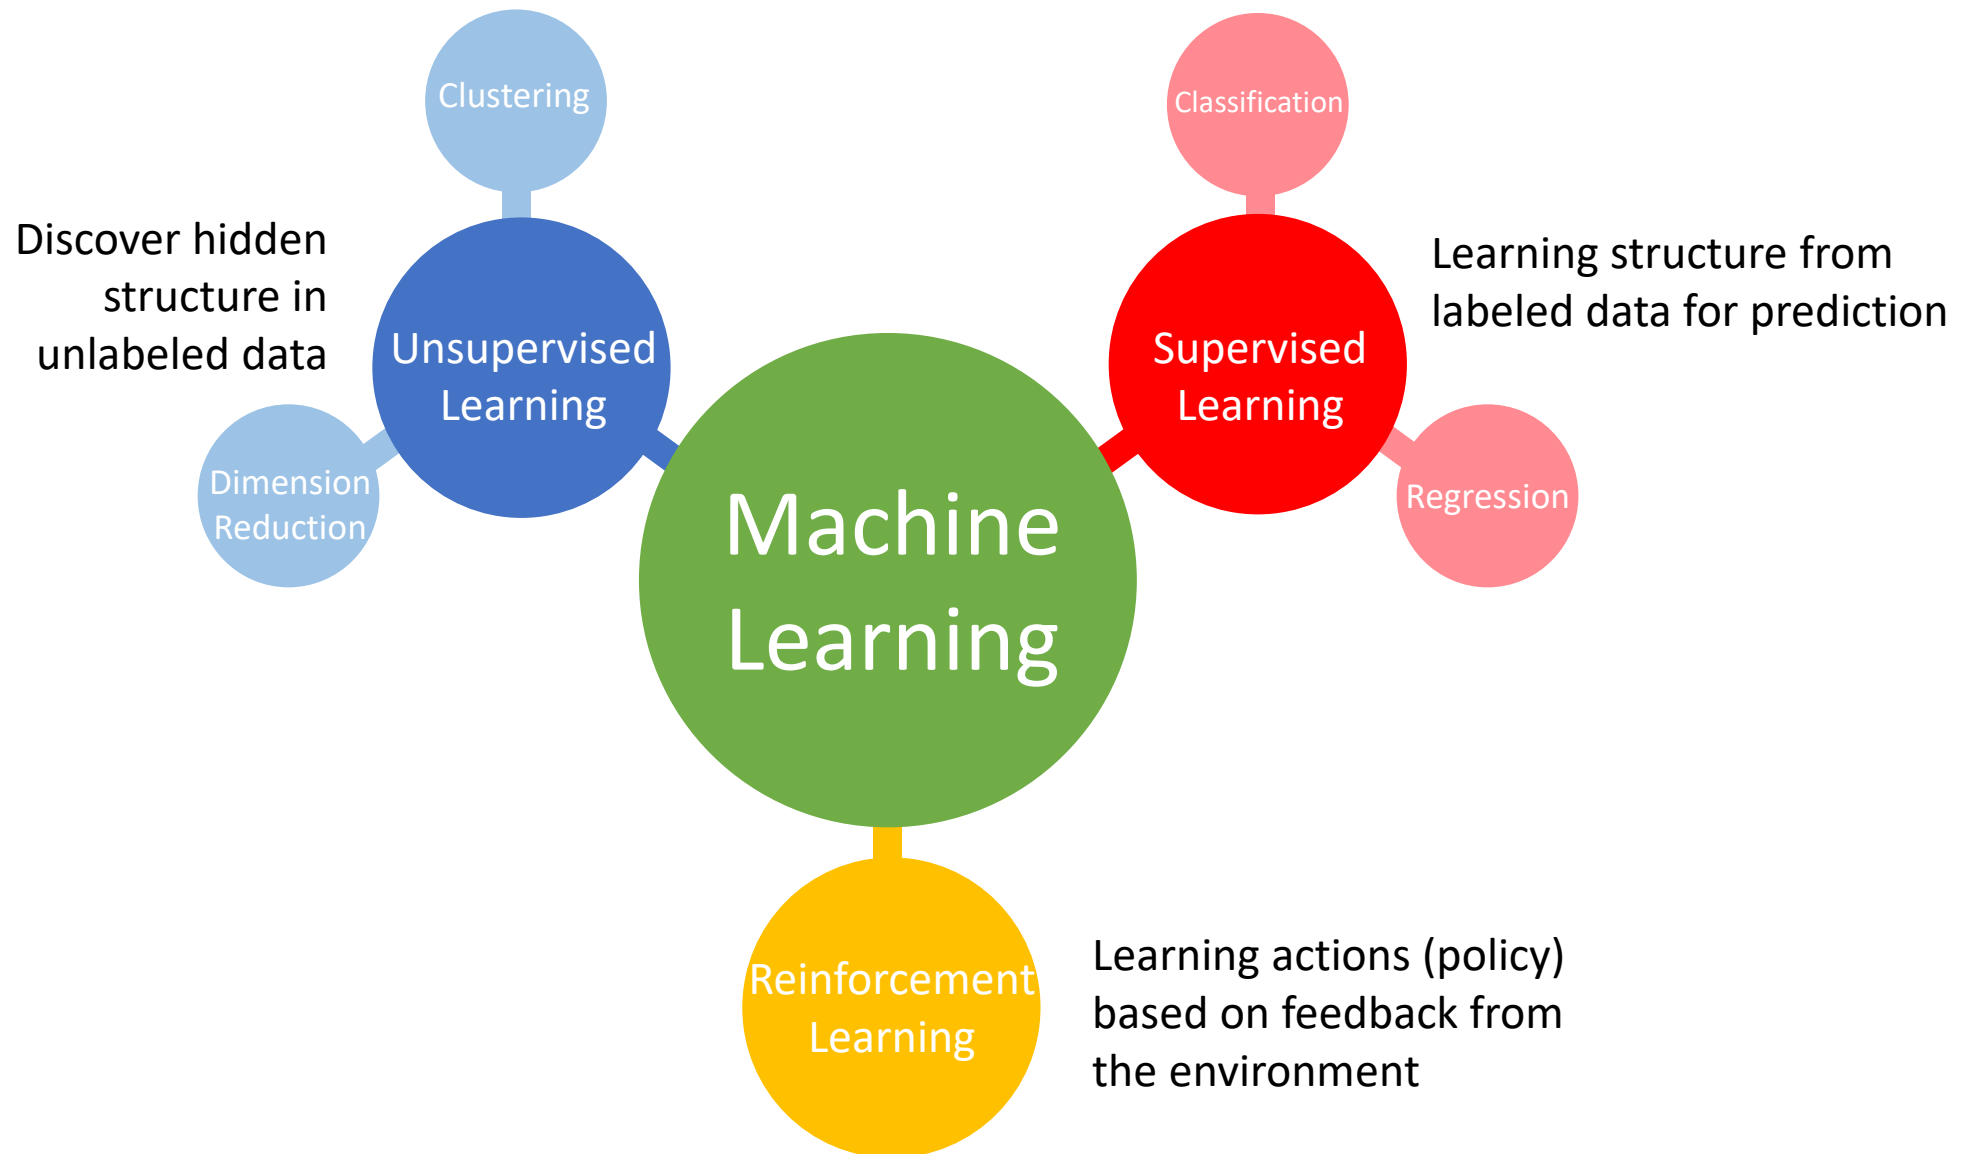 Clustering
Classification
Discover hidden
structure in
unlabeled data
Unsupervised
Learning
Supervised
Learning
Learning structure from
labeled data for prediction
Dimension
Reduction
Regression
Machine
Learning
Reinforcement
Learning
Learning actions (policy)
based on feedback from
the environment